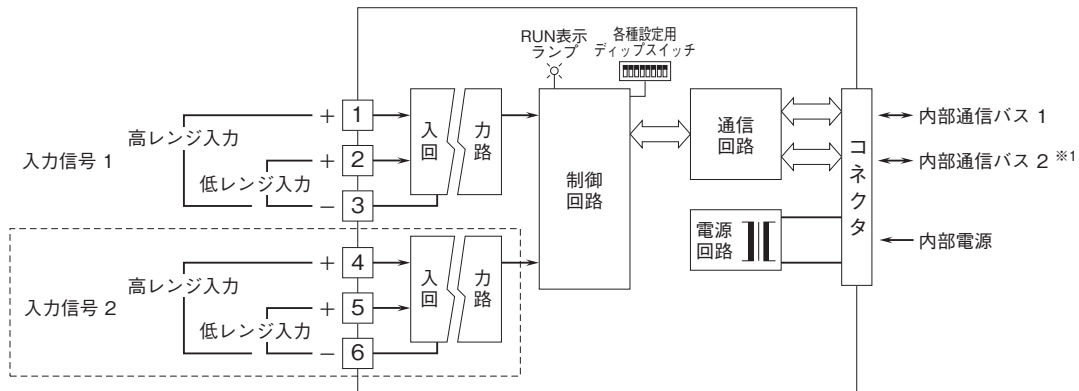 RUN表示
ランプ
各種設定用
ディップスイッチ
入力信号 1
高レンジ入力
低レンジ入力
+ 1
+ 2
− 3
入 力
回 路
制御
回路
通信
回路
電源
回路
コネクタ
内部通信バス 1
内部通信バス 2 ※1
内部電源
入力信号 2
高レンジ入力
低レンジ入力
+ 4
+ 5
− 6
入 力
回 路